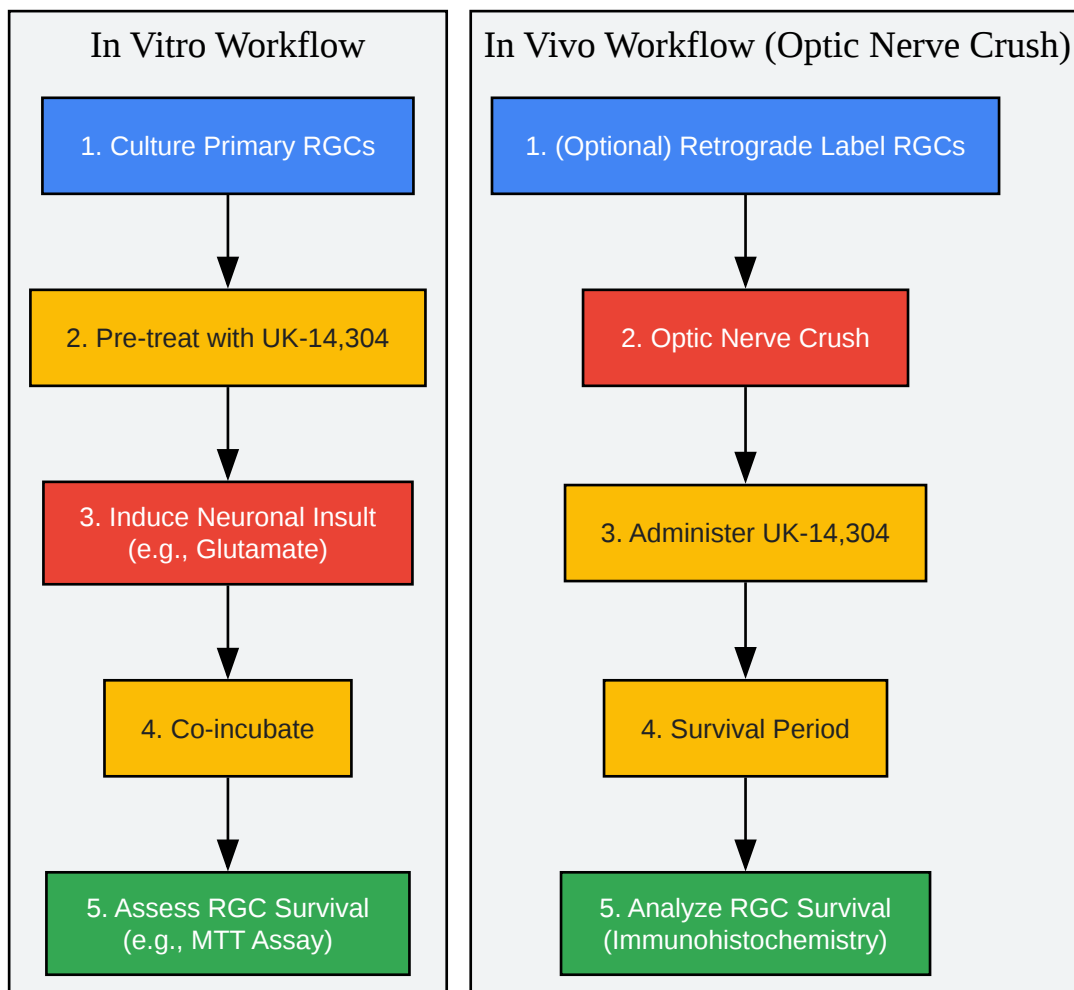 In Vitro Workflow
1. Culture Primary RGCs
2. Pre-treat with UK-14,304
3. Induce Neuronal Insult
(e.g., Glutamate)
4. Co-incubate
5. Assess RGC Survival
(e.g., MTT Assay)
In Vivo Workflow (Optic Nerve Crush)
1. (Optional) Retrograde Label RGCs
2. Optic Nerve Crush
3. Administer UK-14,304
4. Survival Period
5. Analyze RGC Survival
(Immunohistochemistry)